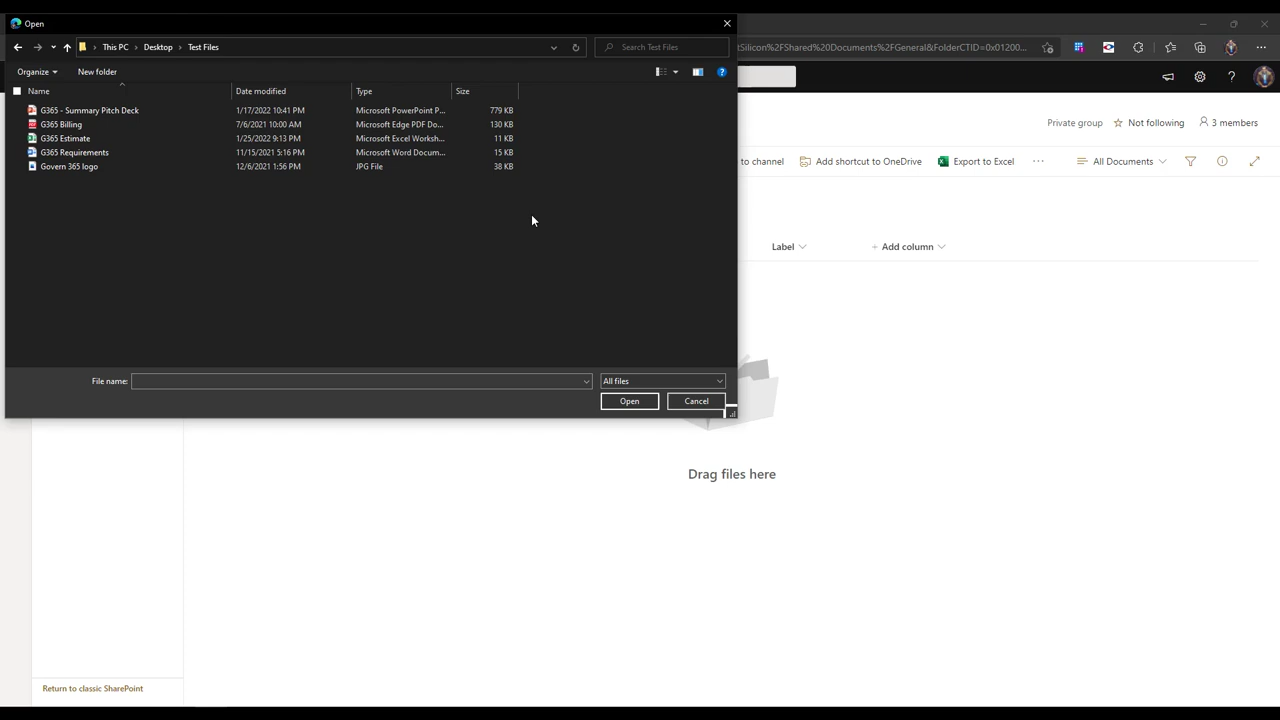 Open
This PC > Desktop > Test Files
Search Test Files
tSilicon%2FShared%20Documents%2FGeneral&FolderCTID=0x01200...
Organize
New folder
Name Date modified Type Size
G365 - Summary Pitch Deck 1/17/2022 10:41 PM Microsoft PowerPoint P... 779 KB
G365 Billing 7/6/2021 10:00 AM Microsoft Edge PDF Do... 130 KB
G365 Estimate 1/25/2022 9:13 PM Microsoft Excel Worksh... 11 KB
G365 Requirements 11/15/2021 5:16 PM Microsoft Word Docum... 15 KB
Govern 365 logo 12/6/2021 1:56 PM JPG File 38 KB
Private group Not following 3 members
to channel Add shortcut to OneDrive Export to Excel ... All Documents
Label + Add column
File name: All files
Open Cancel
Drag files here
Return to classic SharePoint